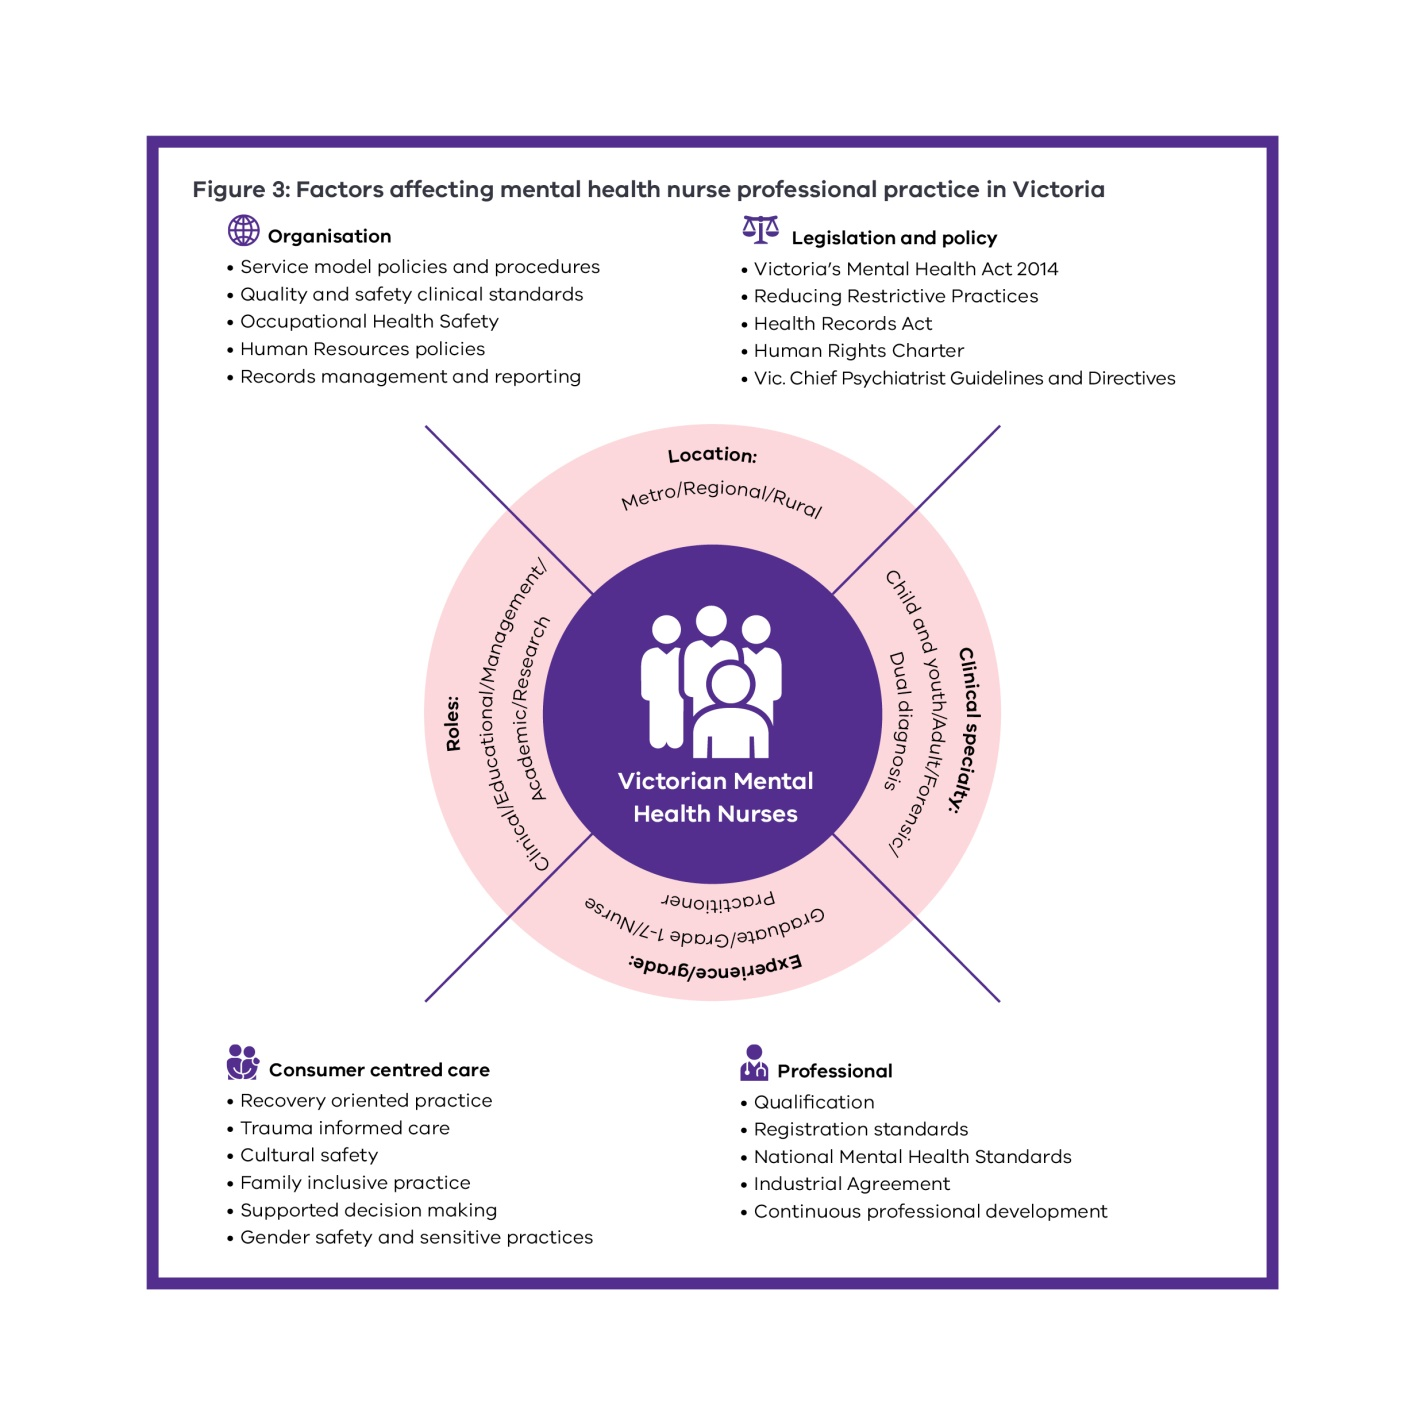 Figure 3: Factors affecting mental health nurse professional practice in Victoria
Organisation
• Service model policies and procedures
• Quality and safety clinical standards
• Occupational Health Safety
• Human Resources policies
• Records management and reporting
Legislation and policy
• Victoria’s Mental Health Act 2014
• Reducing Restrictive Practices
• Health Records Act
• Human Rights Charter
• Vic. Chief Psychiatrist Guidelines and Directives
Location:
Metro/Regional/Rural
Clinical specialty:
Child and youth/Adult/Forensic/
Dual diagnosis
Experience/grade:
Graduate/Grade 1-7/Nurse
Practitioner
Roles:
Clinical/Educational/Management/
Academic/Research
Victorian Mental
Health Nurses
Consumer centred care
• Recovery oriented practice
• Trauma informed care
• Cultural safety
• Family inclusive practice
• Supported decision making
• Gender safety and sensitive practices
Professional
• Qualification
• Registration standards
• National Mental Health Standards
• Industrial Agreement
• Continuous professional development